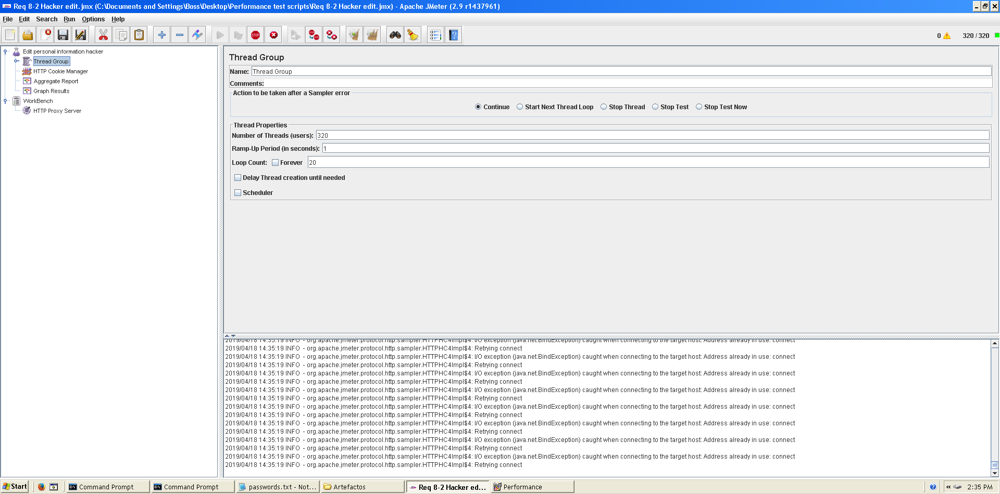 Req 8-2 Hacker edit.jmx (C:\Documents and Settings\Boss\Desktop\Performance test scripts\Req 8-2 Hacker edit.jmx) - Apache JMeter (2.9 r1437961)
File Edit Search Run Options Help
STOP
0 320 / 320
Edit personal information hacker
Thread Group
HTTP Cookie Manager
Aggregate Report
Graph Results
WorkBench
HTTP Proxy Server
Thread Group
Name: Thread Group
Comments:
Action to be taken after a Sampler error
Continue Start Next Thread Loop Stop Thread Stop Test Stop Test Now
Thread Properties
Number of Threads (users): 320
Ramp-Up Period (in seconds): 1
Loop Count: Forever 20
Delay Thread creation until needed
Scheduler
2019/04/18 14:35:19 INFO - org.apache.jmeter.protocol.http.sampler.HTTPHC4Impl$4: I/O exception (java.net.BindException) caught when connecting to the target host: Address already in use: connect
2019/04/18 14:35:19 INFO - org.apache.jmeter.protocol.http.sampler.HTTPHC4Impl$4: Retrying connect
2019/04/18 14:35:19 INFO - org.apache.jmeter.protocol.http.sampler.HTTPHC4Impl$4: I/O exception (java.net.BindException) caught when connecting to the target host: Address already in use: connect
2019/04/18 14:35:19 INFO - org.apache.jmeter.protocol.http.sampler.HTTPHC4Impl$4: Retrying connect
2019/04/18 14:35:19 INFO - org.apache.jmeter.protocol.http.sampler.HTTPHC4Impl$4: I/O exception (java.net.BindException) caught when connecting to the target host: Address already in use: connect
2019/04/18 14:35:19 INFO - org.apache.jmeter.protocol.http.sampler.HTTPHC4Impl$4: Retrying connect
2019/04/18 14:35:19 INFO - org.apache.jmeter.protocol.http.sampler.HTTPHC4Impl$4: I/O exception (java.net.BindException) caught when connecting to the target host: Address already in use: connect
2019/04/18 14:35:19 INFO - org.apache.jmeter.protocol.http.sampler.HTTPHC4Impl$4: Retrying connect
2019/04/18 14:35:19 INFO - org.apache.jmeter.protocol.http.sampler.HTTPHC4Impl$4: I/O exception (java.net.BindException) caught when connecting to the target host: Address already in use: connect
2019/04/18 14:35:19 INFO - org.apache.jmeter.protocol.http.sampler.HTTPHC4Impl$4: Retrying connect
2019/04/18 14:35:19 INFO - org.apache.jmeter.protocol.http.sampler.HTTPHC4Impl$4: I/O exception (java.net.BindException) caught when connecting to the target host: Address already in use: connect
2019/04/18 14:35:19 INFO - org.apache.jmeter.protocol.http.sampler.HTTPHC4Impl$4: Retrying connect
2019/04/18 14:35:19 INFO - org.apache.jmeter.protocol.http.sampler.HTTPHC4Impl$4: I/O exception (java.net.BindException) caught when connecting to the target host: Address already in use: connect
2019/04/18 14:35:19 INFO - org.apache.jmeter.protocol.http.sampler.HTTPHC4Impl$4: Retrying connect
2019/04/18 14:35:19 INFO - org.apache.jmeter.protocol.http.sampler.HTTPHC4Impl$4: I/O exception (java.net.BindException) caught when connecting to the target host: Address already in use: connect
2019/04/18 14:35:19 INFO - org.apache.jmeter.protocol.http.sampler.HTTPHC4Impl$4: Retrying connect
Start Command Prompt Command Prompt passwords.txt - Not... Artefactos Req 8-2 Hacker ed... Performance « 2:35 PM